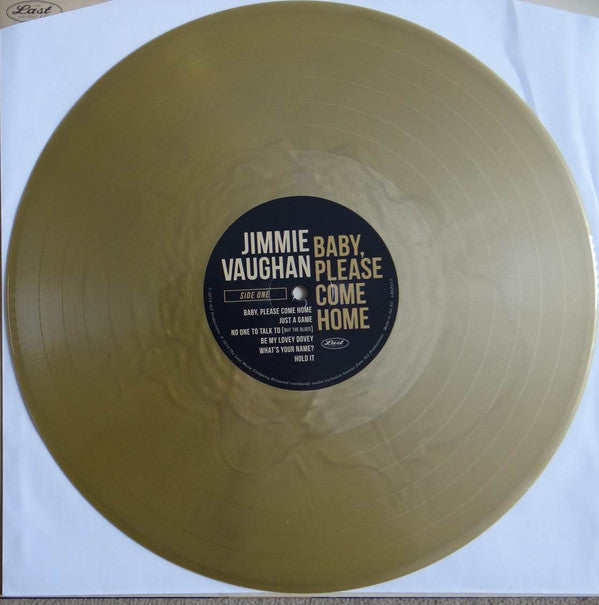 Last
JIMMIE
VAUGHAN
BABY,
PLEASE
COME
HOME
SIDE ONE
BABY, PLEASE COME HOME
JUST A GAME
NO ONE TO TALK TO [BUT THE BLUES]
BE MY LOVEY DOVEY
WHAT'S YOUR NAME?
HOLD IT
Last